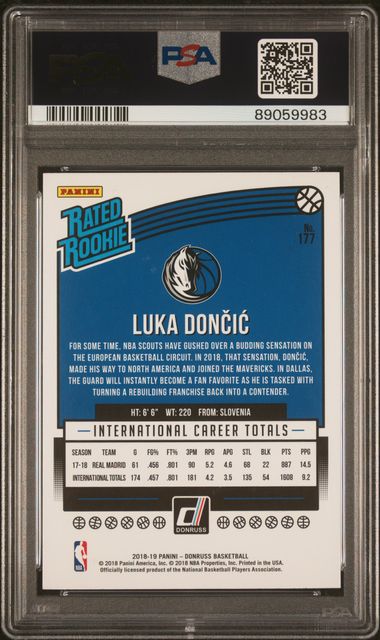 PSA
PSA
89059983
PANINI
RATED
ROOKIE
No.
177
LUKA DONČIĆ
FOR SOME TIME, NBA SCOUTS HAVE GUSHED OVER A BUDDING SENSATION ON
THE EUROPEAN BASKETBALL CIRCUIT. IN 2018, THAT SENSATION, DONČIĆ,
MADE HIS WAY TO NORTH AMERICA AND JOINED THE MAVERICKS. IN DALLAS,
THE GUARD WILL INSTANTLY BECOME A FAN FAVORITE AS HE IS TASKED WITH
TURNING A REBUILDING FRANCHISE BACK INTO A CONTENDER.
HT: 6' 6" WT: 220 FROM: SLOVENIA
INTERNATIONAL CAREER TOTALS
SEASON TEAM G FG% FT% 3PM RPG APG STL BLK PTS PPG
17-18 REAL MADRID 61 .456 .801 90 5.2 4.6 68 22 887 14.5
INTERNATIONAL TOTALS 174 .457 .801 181 4.2 3.5 135 54 1608 9.2
DONRUSS
NBA
2018-19 PANINI – DONRUSS BASKETBALL
© 2018 Panini America, Inc. © 2018 NBA Properties, Inc. Printed in the USA.
Officially licensed product of the National Basketball Players Association.